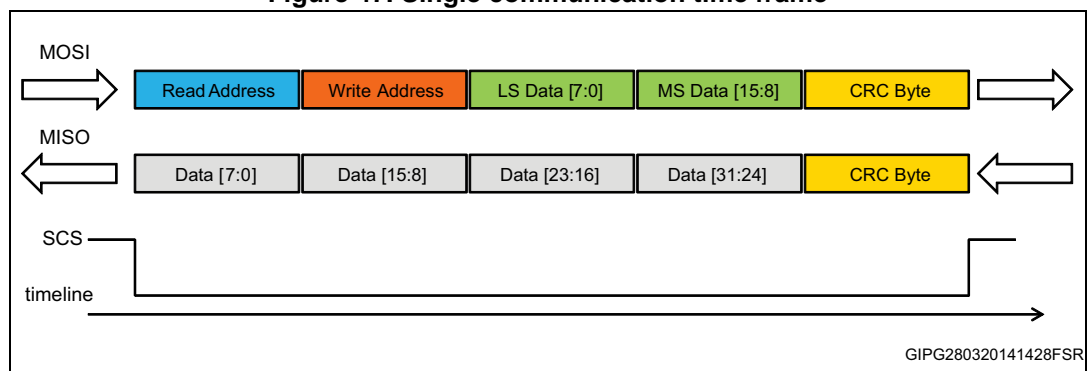 Figure 47. Single communication time frame
MOSI
Read Address Write Address LS Data [7:0] MS Data [15:8] CRC Byte
MISO
Data [7:0] Data [15:8] Data [23:16] Data [31:24] CRC Byte
SCS
timeline
GIPG280320141428FSR